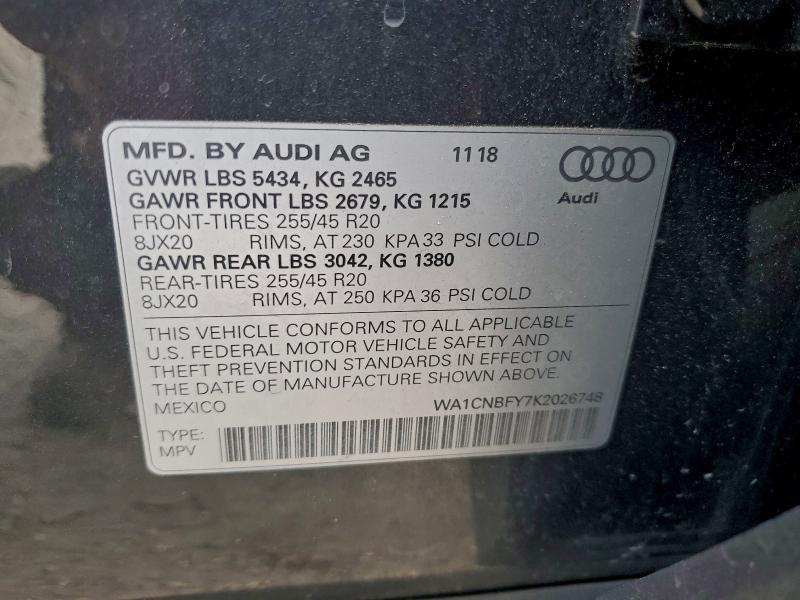 MFD. BY AUDI AG 11 18
GVWR LBS 5434, KG 2465
GAWR FRONT LBS 2679, KG 1215
Audi
FRONT-TIRES 255/45 R20
8JX20 RIMS, AT 230 KPA 33 PSI COLD
GAWR REAR LBS 3042, KG 1380
REAR-TIRES 255/45 R20
8JX20 RIMS, AT 250 KPA 36 PSI COLD
THIS VEHICLE CONFORMS TO ALL APPLICABLE
U.S. FEDERAL MOTOR VEHICLE SAFETY AND
THEFT PREVENTION STANDARDS IN EFFECT ON
THE DATE OF MANUFACTURE SHOWN ABOVE.
MEXICO WA1CNBFY7K2026748
TYPE:
MPV